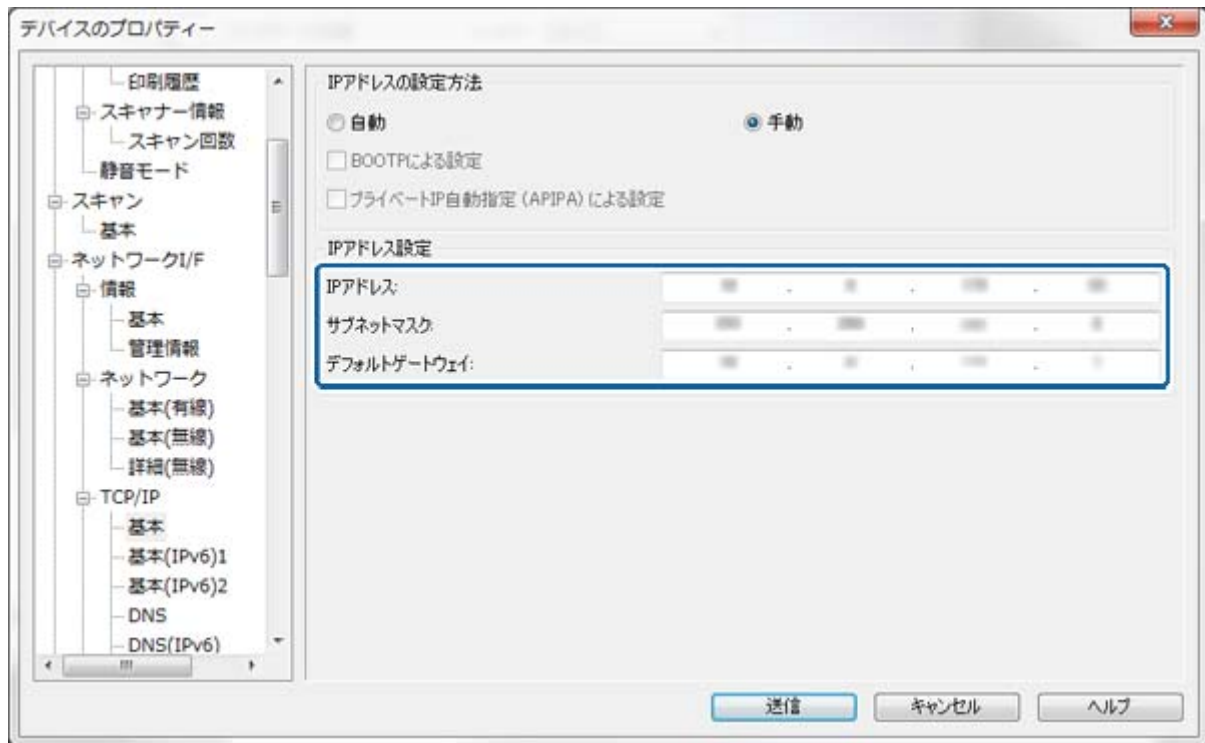 デバイスのプロパティー
印刷履歴
スキャナー情報
スキャン回数
静音モード
スキャン
基本
ネットワークI/F
情報
基本
管理情報
ネットワーク
基本(有線)
基本(無線)
詳細(無線)
TCP/IP
基本
基本(IPv6)1
基本(IPv6)2
DNS
DNS(IPv6)
IPアドレスの設定方法
自動 手動
BOOTPによる設定
プライベートIP自動指定(APIPA)による設定
IPアドレス設定
IPアドレス:
サブネットマスク:
デフォルトゲートウェイ:
送信 キャンセル ヘルプ